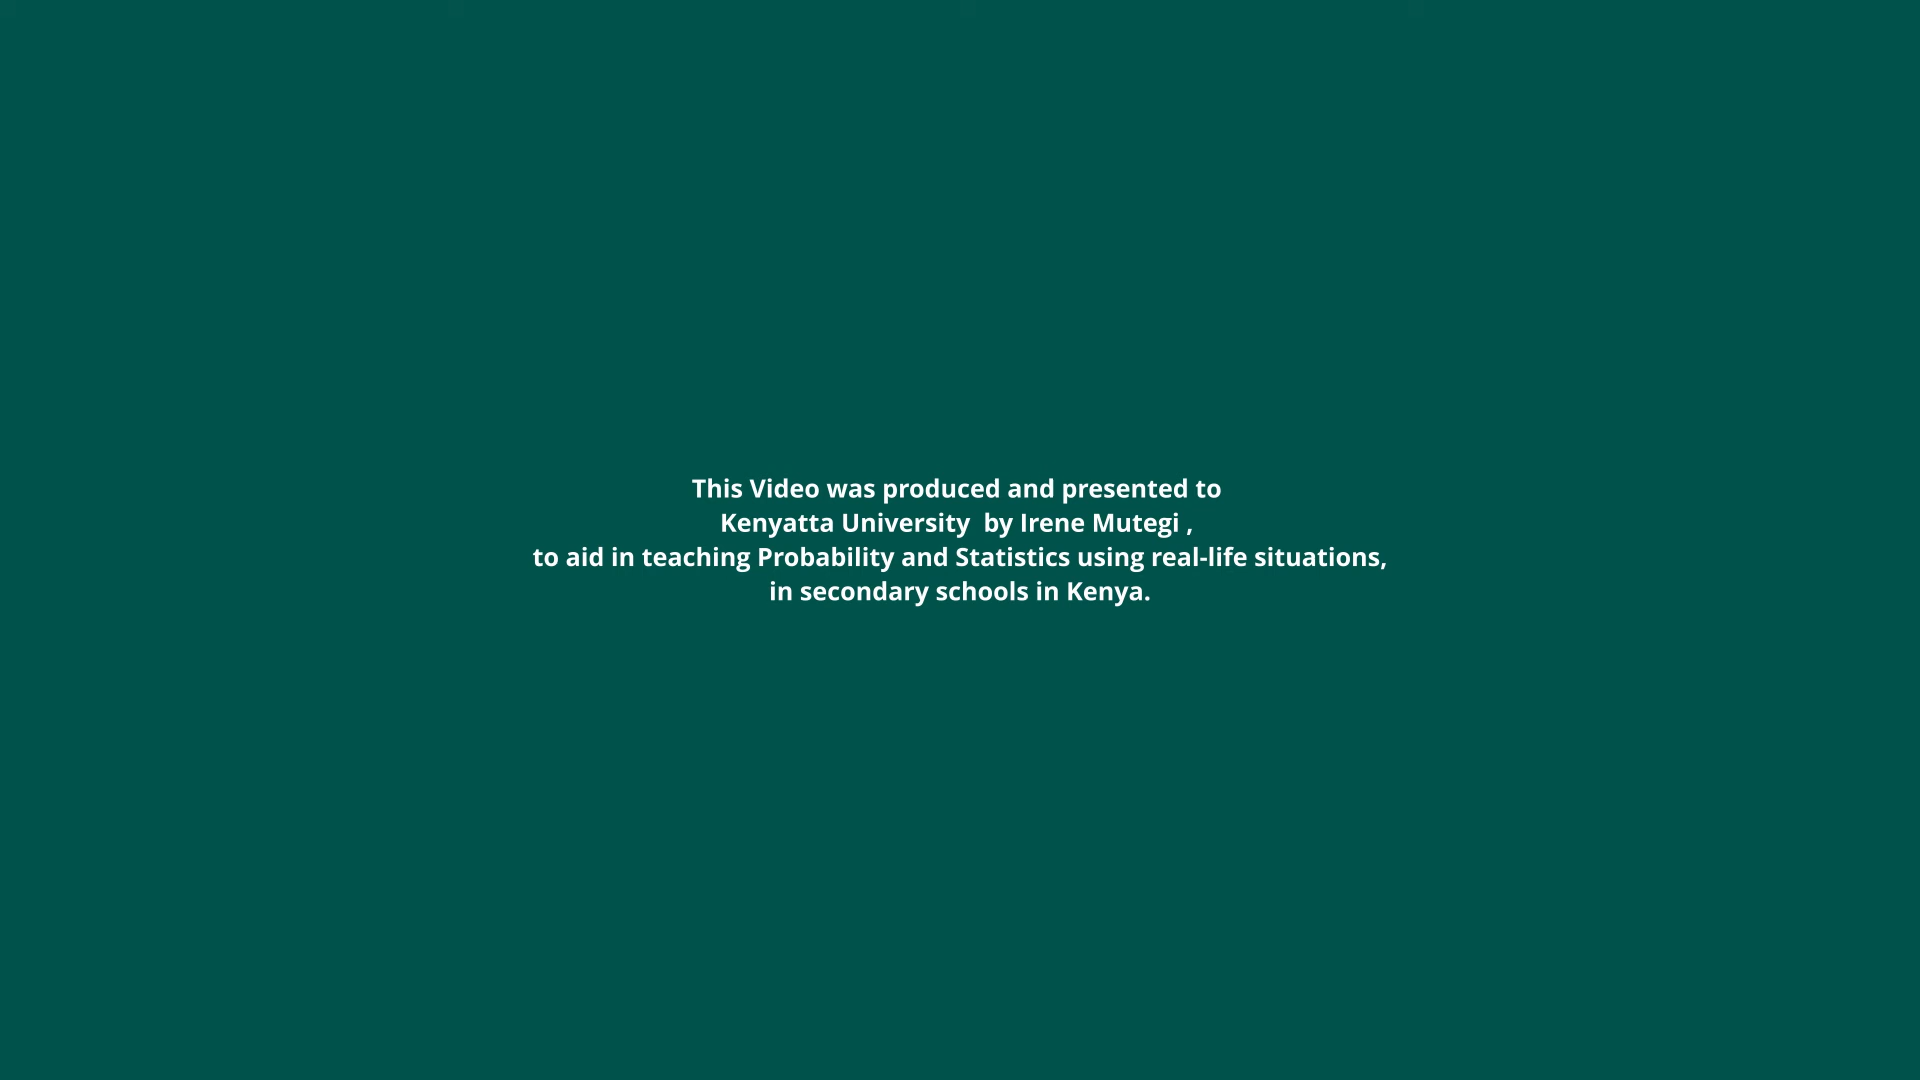 This Video was produced and presented to
Kenyatta University  by Irene Mutegi ,
to aid in teaching Probability and Statistics using real-life situations,
in secondary schools in Kenya.